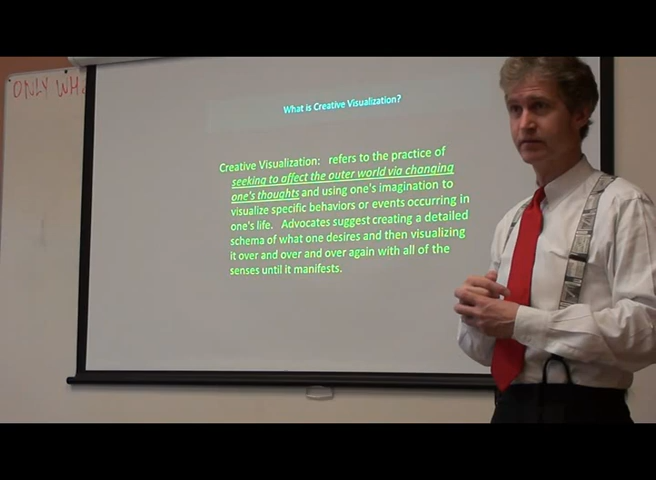 ONLY WH
What is Creative Visualization?
Creative Visualization: refers to the practice of
seeking to affect the outer world via changing
one's thoughts and using one's imagination to
visualize specific behaviors or events occurring in
one's life. Advocates suggest creating a detailed
schema of what one desires and then visualizing
it over and over and over again with all of the
senses until it manifests.